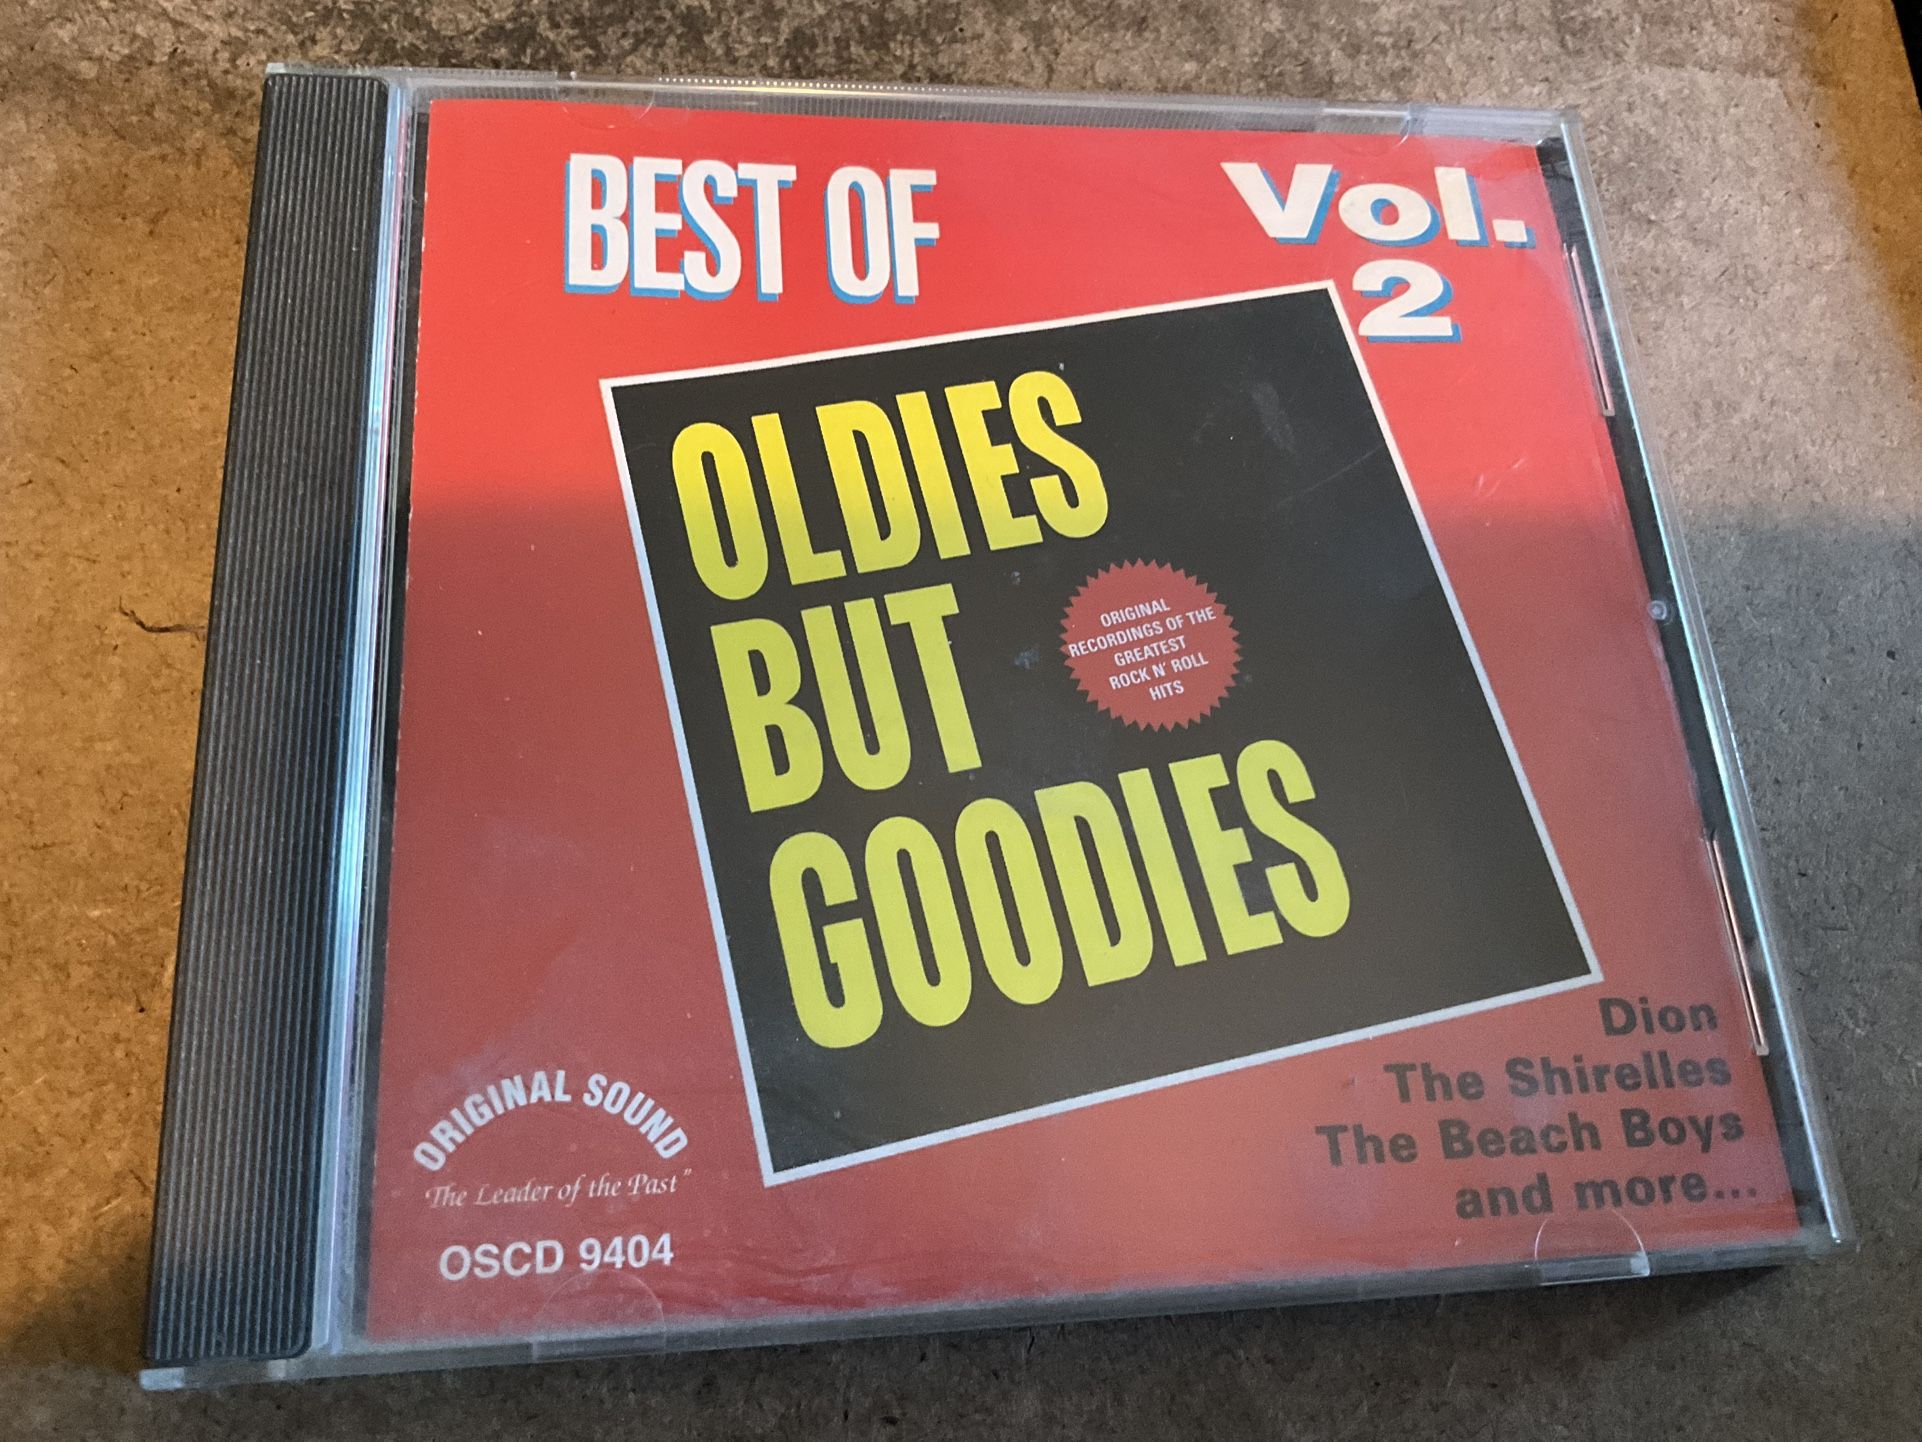 BEST OF
Vol.
2
OLDIES
BUT
GOODIES
ORIGINAL
RECORDINGS OF THE
GREATEST
ROCK N' ROLL
HITS
Dion
The Shirelles
The Beach Boys
and more...
ORIGINAL SOUND
"The Leader of the Past"
OSCD 9404